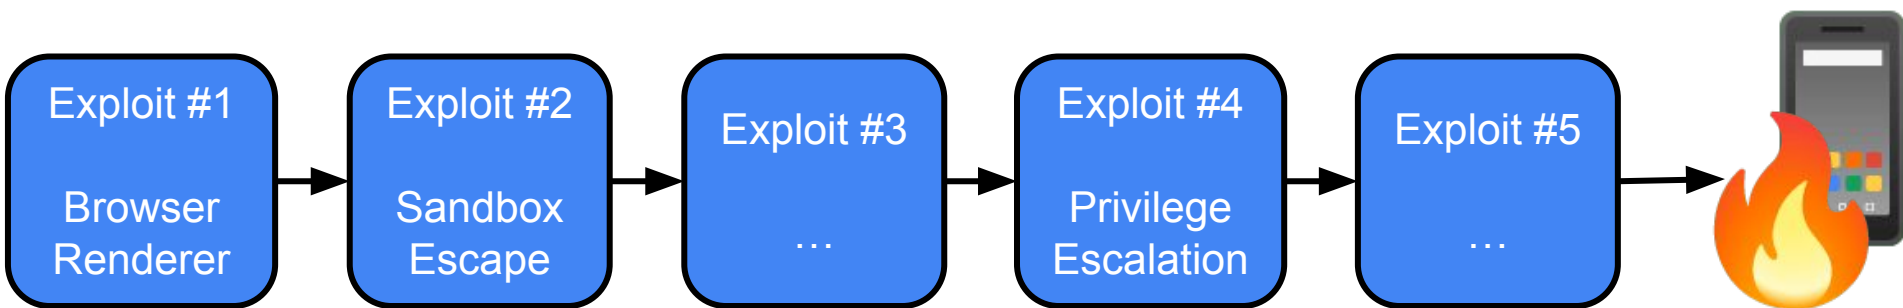 Exploit #1
Browser
Renderer
Exploit #2
Sandbox
Escape
Exploit #3
…
Exploit #4
Privilege
Escalation
Exploit #5
…